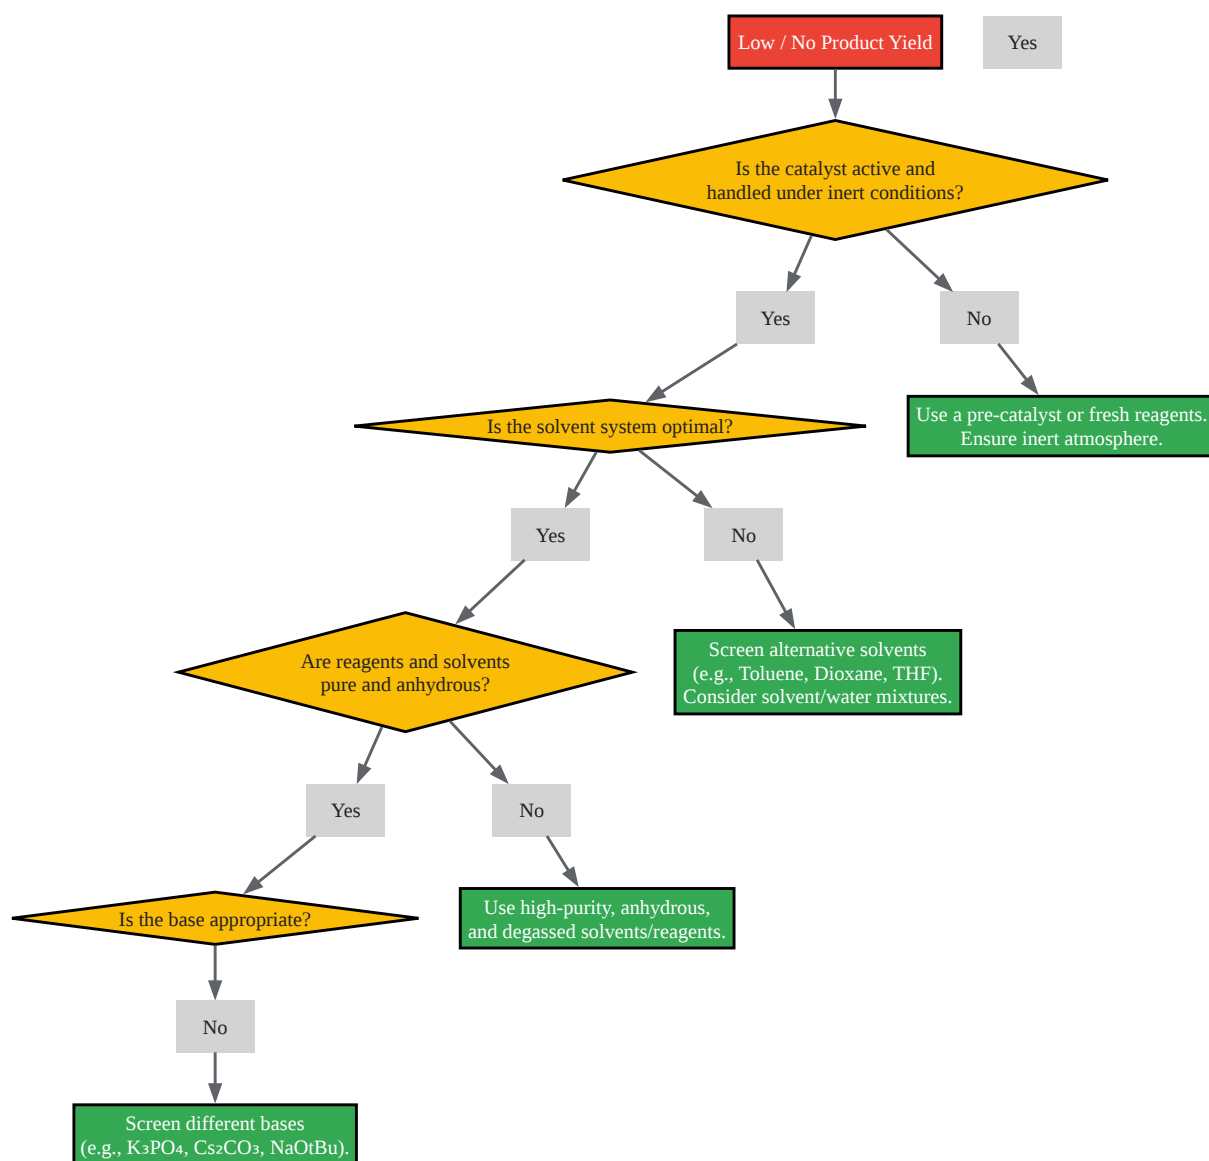 Low / No Product Yield
Yes
Is the catalyst active and
handled under inert conditions?
Yes
No
Use a pre-catalyst or fresh reagents.
Ensure inert atmosphere.
Is the solvent system optimal?
Yes
No
Screen alternative solvents
(e.g., Toluene, Dioxane, THF).
Consider solvent/water mixtures.
Are reagents and solvents
pure and anhydrous?
Yes
No
Use high-purity, anhydrous,
and degassed solvents/reagents.
Is the base appropriate?
No
Screen different bases
(e.g., K₃PO₄, Cs₂CO₃, NaOtBu).